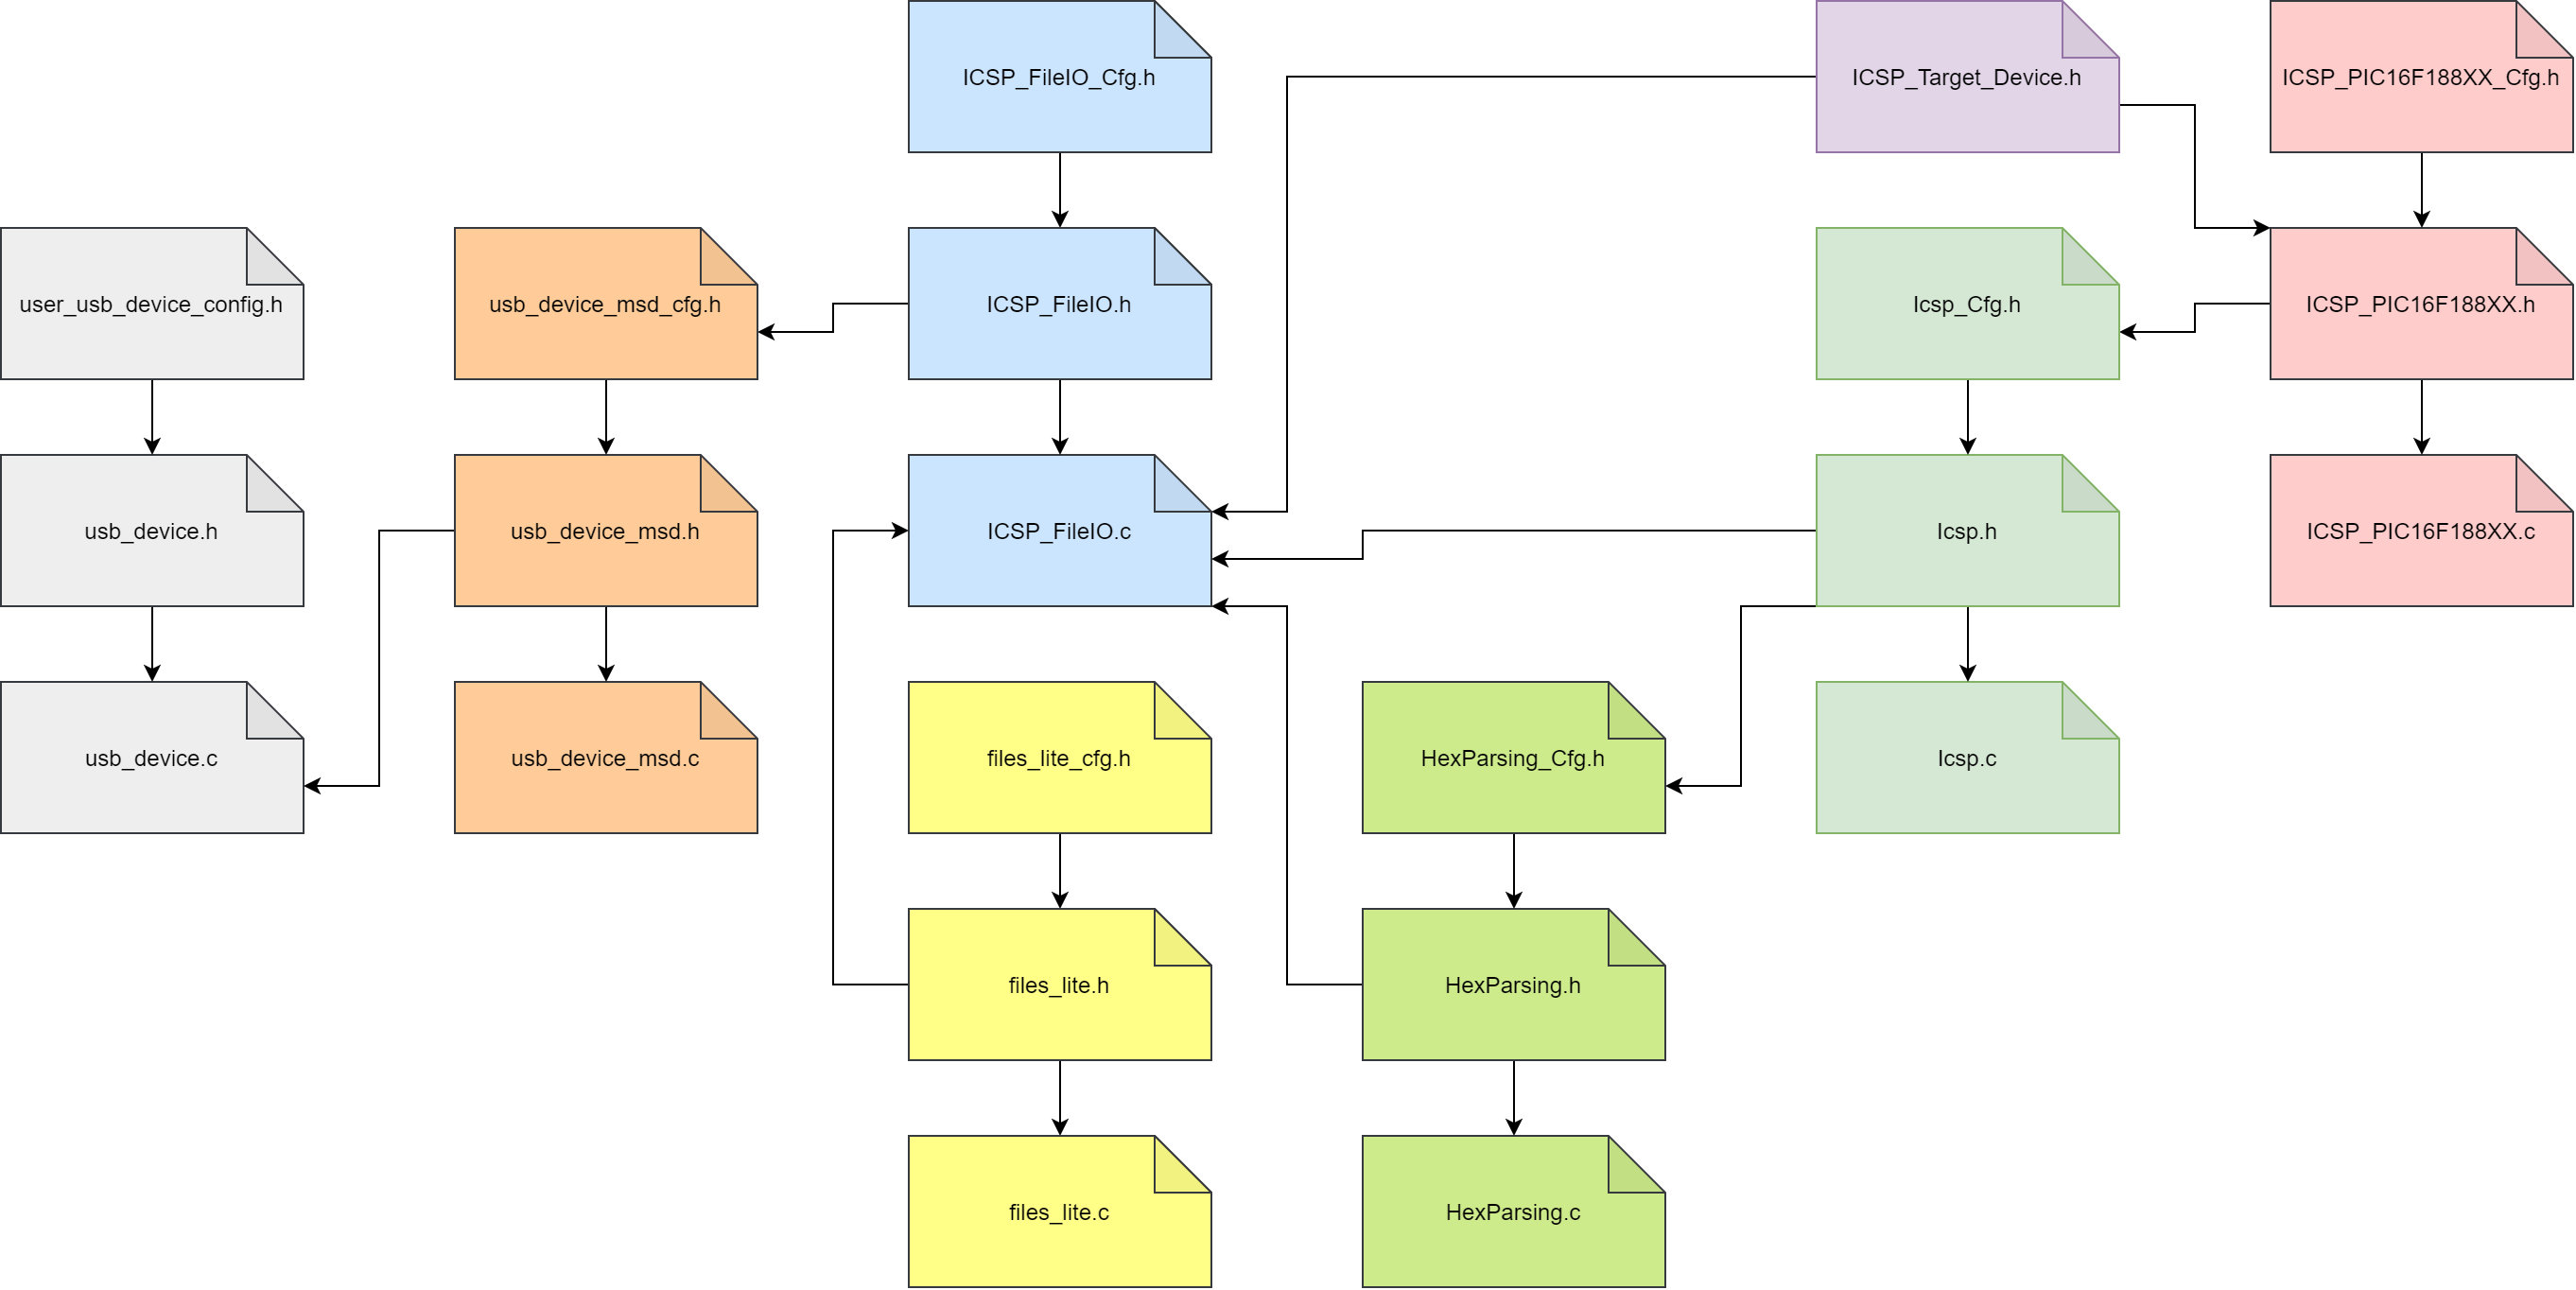 ICSP_FileIO_Cfg.h
ICSP_Target_Device.h
ICSP_PIC16F188XX_Cfg.h
user_usb_device_config.h
usb_device_msd_cfg.h
ICSP_FileIO.h
Icsp_Cfg.h
ICSP_PIC16F188XX.h
usb_device.h
usb_device_msd.h
ICSP_FileIO.c
Icsp.h
ICSP_PIC16F188XX.c
usb_device.c
usb_device_msd.c
files_lite_cfg.h
HexParsing_Cfg.h
Icsp.c
files_lite.h
HexParsing.h
files_lite.c
HexParsing.c